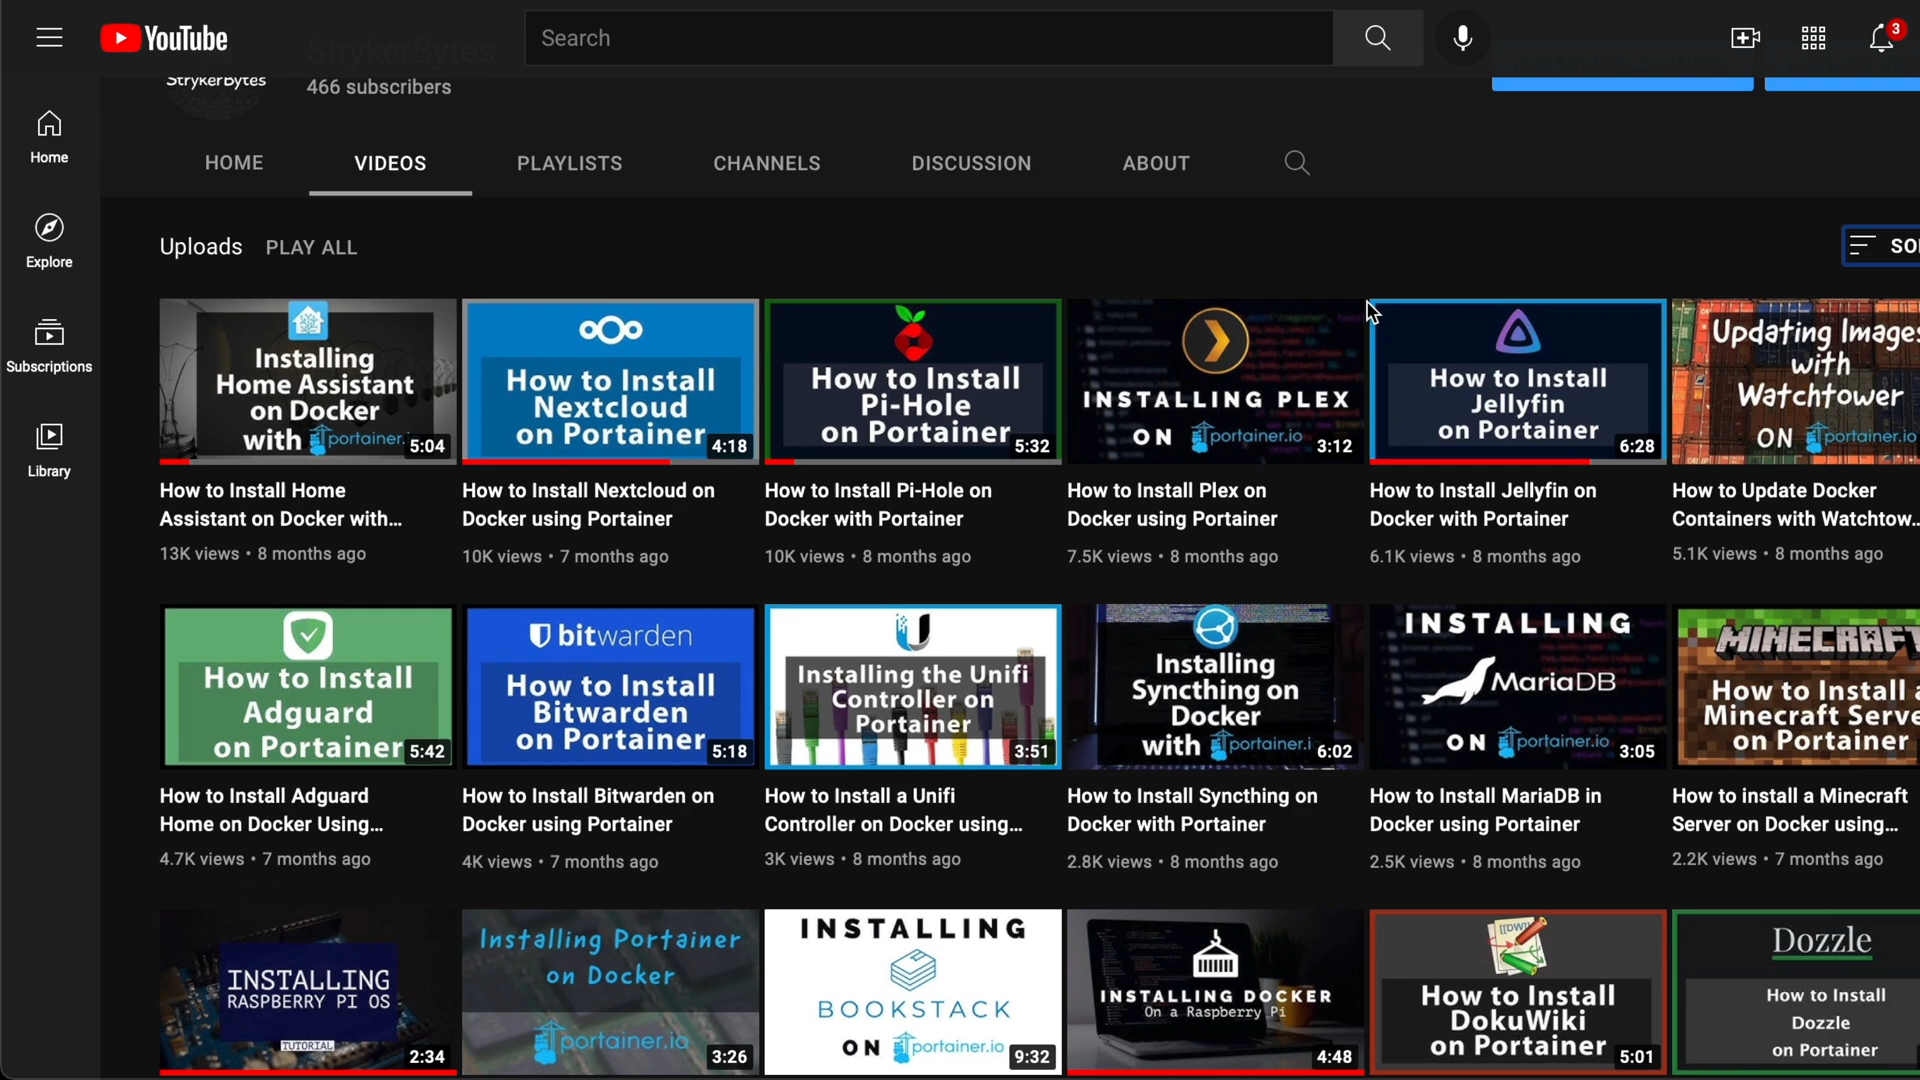 YouTube
StrykerBytes
Search
3
StrykerBytes
466 subscribers
Home
Explore
Subscriptions
Library
HOME
VIDEOS
PLAYLISTS
CHANNELS
DISCUSSION
ABOUT
Uploads
PLAY ALL
Installing
Home Assistant
on Docker
with portainer.
5:04
How to Install Home
Assistant on Docker with...
13K views • 8 months ago
How to Install
Nextcloud
on Portainer
4:18
How to Install Nextcloud on
Docker using Portainer
10K views • 7 months ago
How to Install
Pi-Hole
on Portainer
5:32
How to Install Pi-Hole on
Docker with Portainer
10K views • 8 months ago
INSTALLING PLEX
ON portainer.io
3:12
How to Install Plex on
Docker using Portainer
7.5K views • 8 months ago
How to Install
Jellyfin
on Portainer
6:28
How to Install Jellyfin on
Docker with Portainer
6.1K views • 8 months ago
Updating Images
with
Watchtower
ON portainer.io
How to Update Docker
Containers with Watchtow...
5.1K views • 8 months ago
How to Install
Adguard
on Portainer
5:42
How to Install Adguard
Home on Docker Using...
4.7K views • 7 months ago
bitwarden
How to Install
Bitwarden
on Portainer
5:18
How to Install Bitwarden on
Docker using Portainer
4K views • 7 months ago
Installing the Unifi
Controller on
Portainer
3:51
How to Install a Unifi
Controller on Docker using...
3K views • 8 months ago
Installing
Syncthing on
Docker
with portainer.i
6:02
How to Install Syncthing on
Docker with Portainer
2.8K views • 8 months ago
INSTALLING
MariaDB
ON portainer.io
3:05
How to Install MariaDB in
Docker using Portainer
2.5K views • 8 months ago
MINECRAFT
How to Install a
Minecraft Serve
on Portainer
How to install a Minecraft
Server on Docker using...
2.2K views • 7 months ago
INSTALLING
RASPBERRY PI OS
TUTORIAL
2:34
Installing Portainer
on Docker
portainer.io
3:26
INSTALLING
BOOKSTACK
ON portainer.io
9:32
INSTALLING DOCKER
On a Raspberry Pi
4:48
[[DW]]
How to Install
DokuWiki
on Portainer
5:01
Dozzle
How to Install
Dozzle
on Portainer